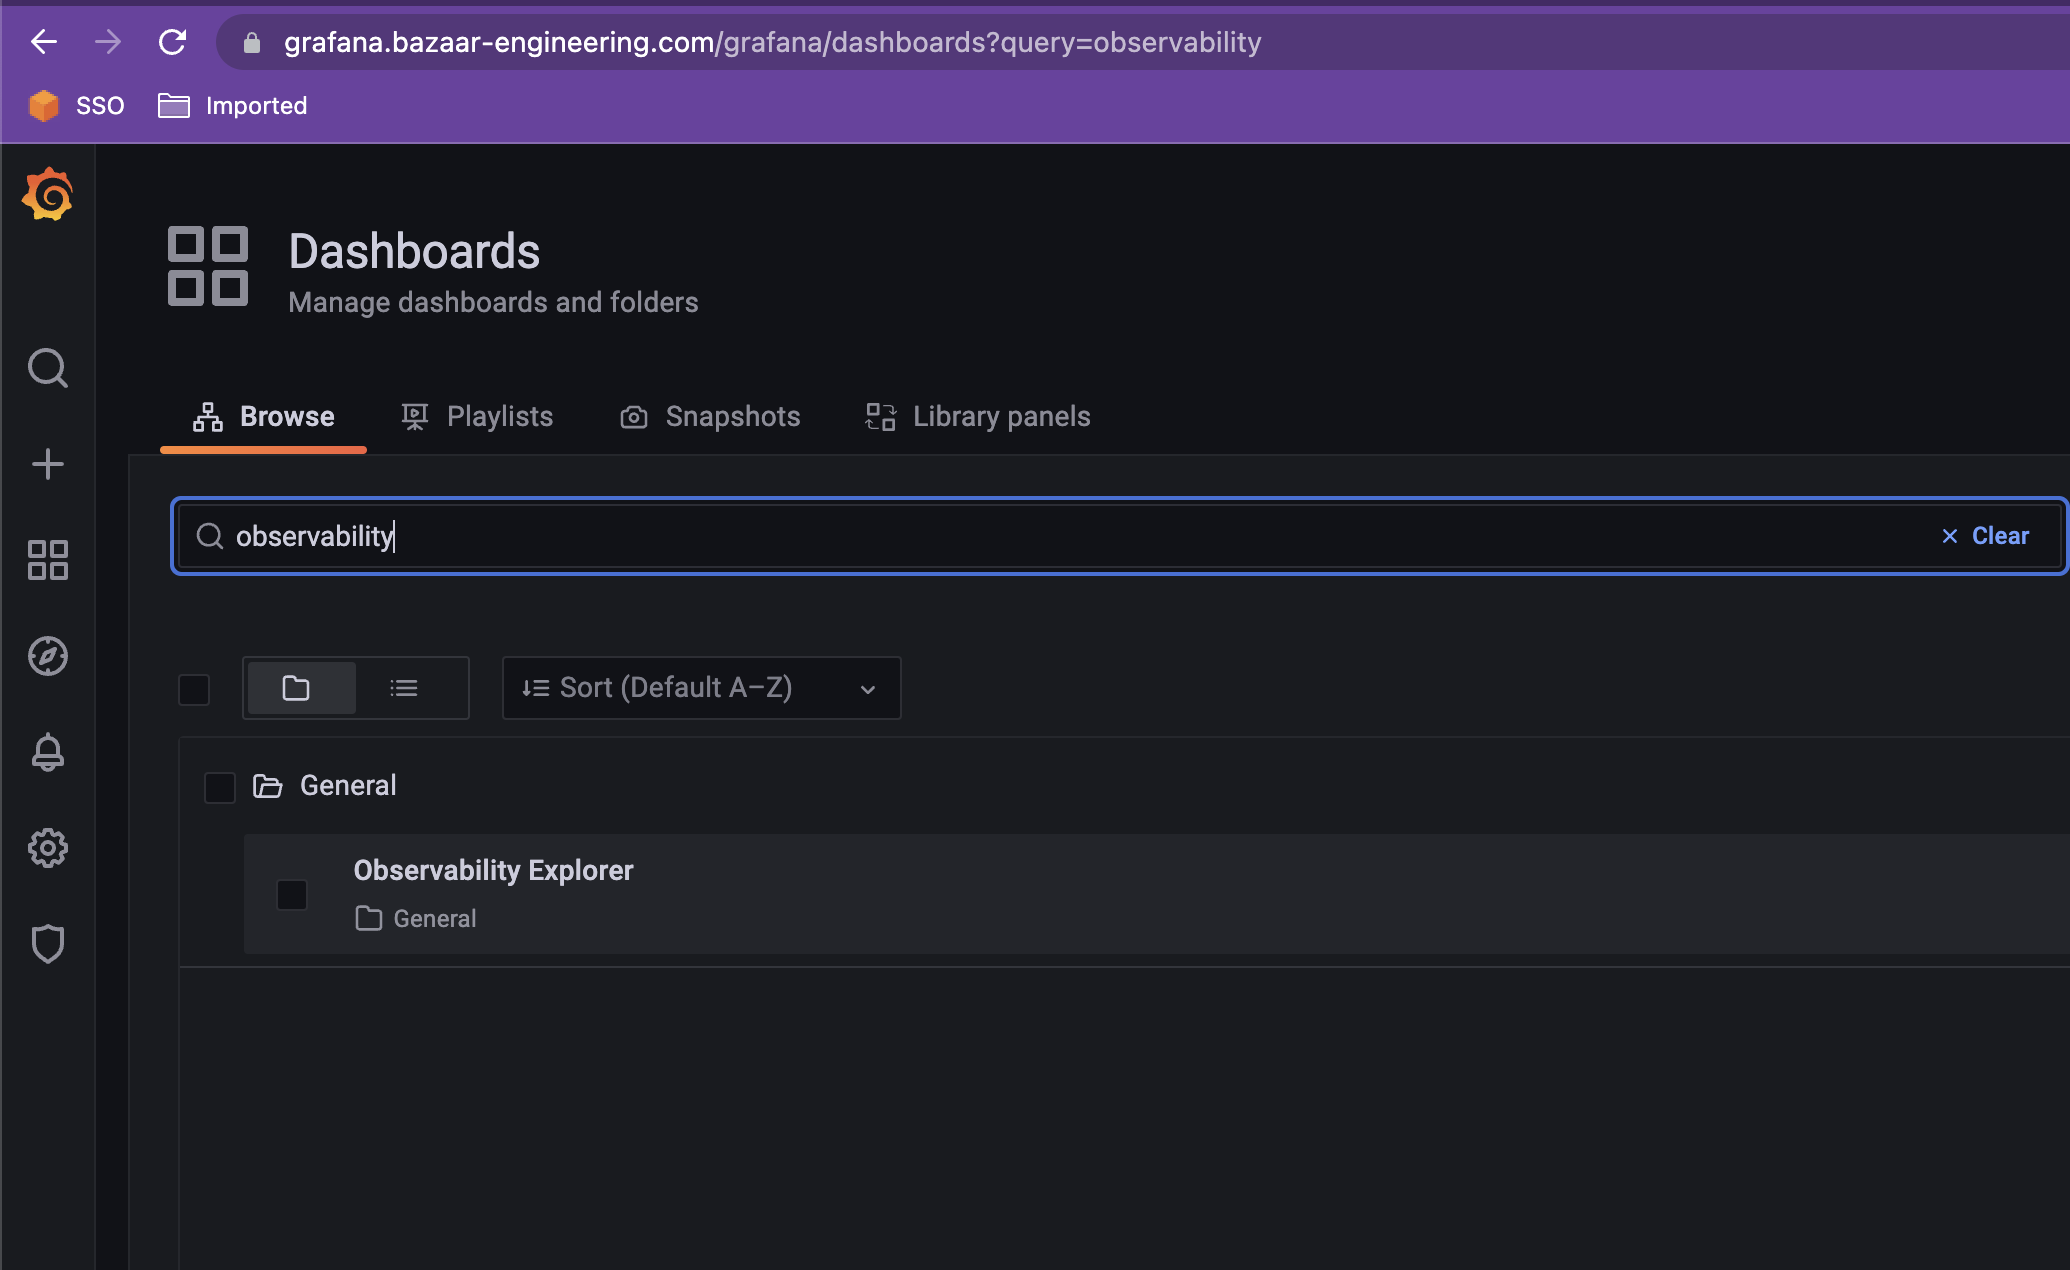 grafana.bazaar-engineering.com/grafana/dashboards?query=observability
SSO Imported
Dashboards
Manage dashboards and folders
Browse Playlists Snapshots Library panels
observability Clear
Sort (Default A–Z)
General
Observability Explorer
General